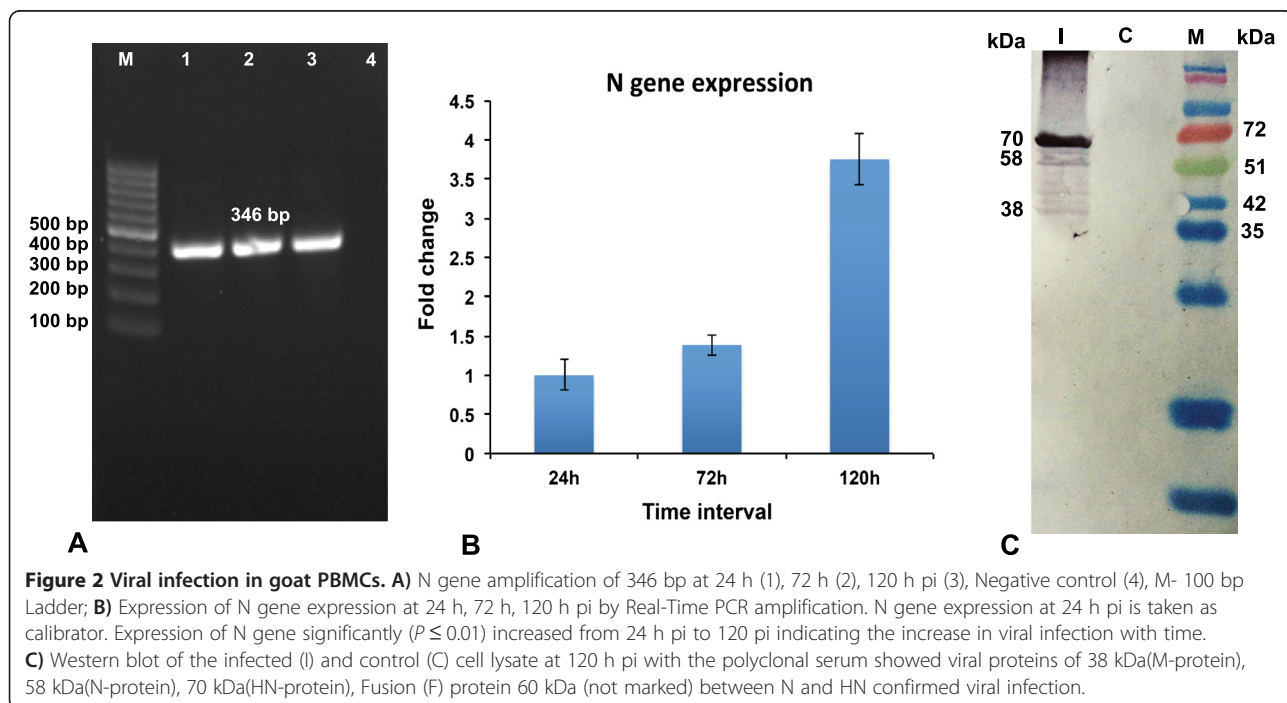 M 1 2 3 4
346 bp
500 bp
400 bp
300 bp
200 bp
100 bp
A
N gene expression
Fold change
4.5
4
3.5
3
2.5
2
1.5
1
0.5
0
24h 72h 120h
Time interval
B
kDa I C M kDa
70
58
38
72
51
42
35
C
Figure 2 Viral infection in goat PBMCs. A) N gene amplification of 346 bp at 24 h (1), 72 h (2), 120 h pi (3), Negative control (4), M- 100 bp
Ladder; B) Expression of N gene expression at 24 h, 72 h, 120 h pi by Real-Time PCR amplification. N gene expression at 24 h pi is taken as
calibrator. Expression of N gene significantly (P ≤ 0.01) increased from 24 h pi to 120 pi indicating the increase in viral infection with time.
C) Western blot of the infected (I) and control (C) cell lysate at 120 h pi with the polyclonal serum showed viral proteins of 38 kDa(M-protein),
58 kDa(N-protein), 70 kDa(HN-protein), Fusion (F) protein 60 kDa (not marked) between N and HN confirmed viral infection.